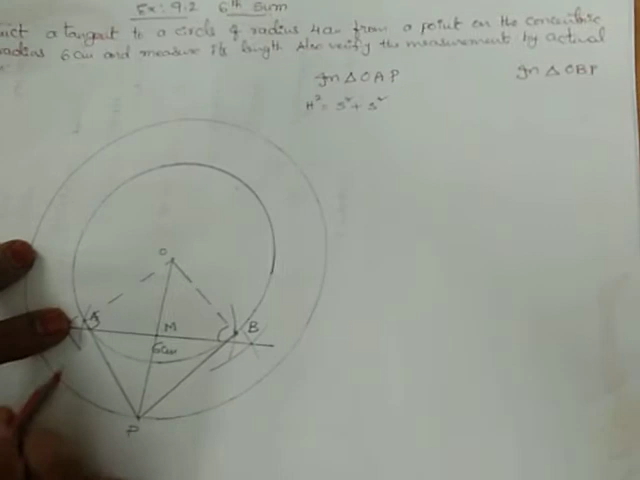 Ex: 9.2 6th Sum
uct a tangent to a circle of radius 4cm from a point on the concentric
radius 6cm and measure its length. Also verify the measurement by actual
In △OAP In △OBP
H² = S² + S²
O
A M B
6cm
P